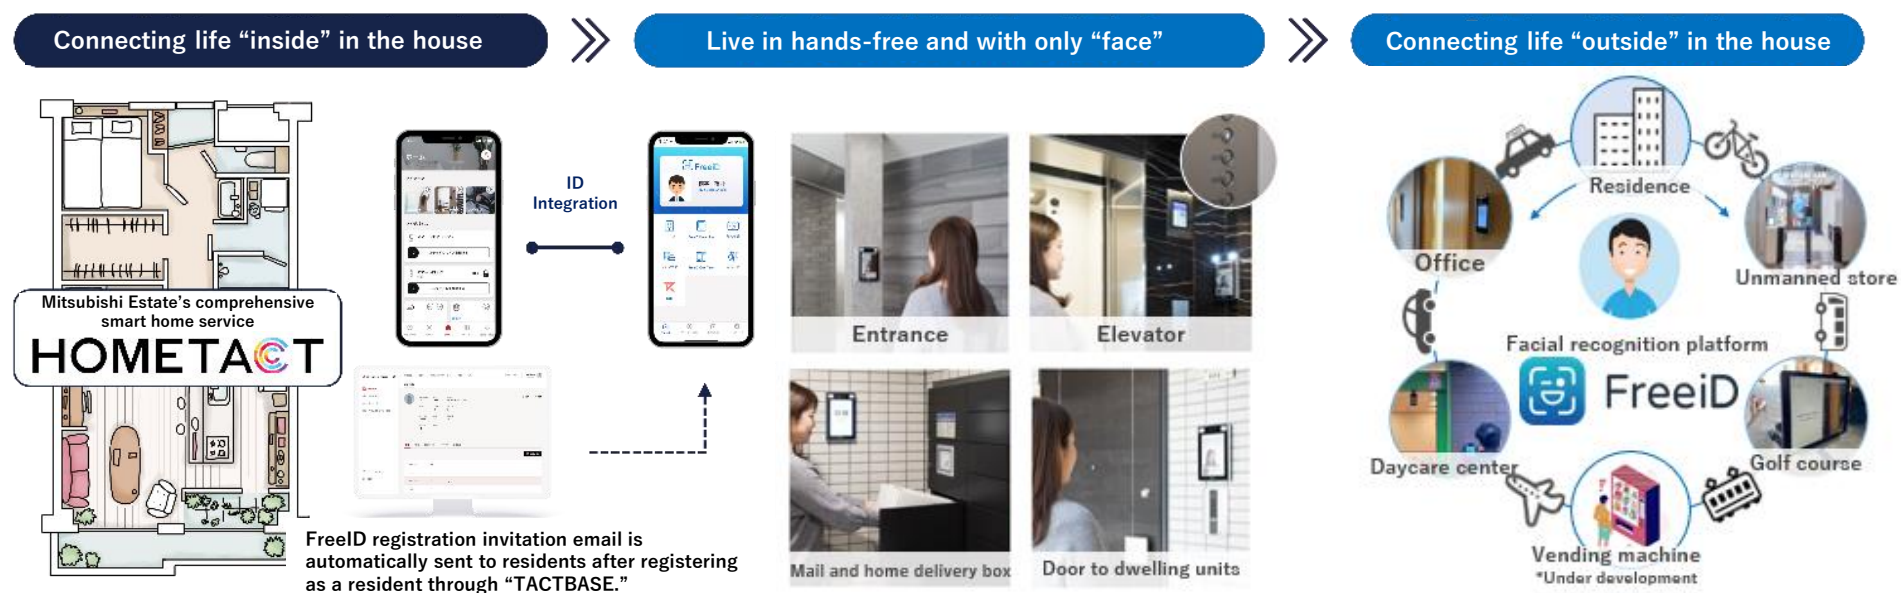 Connecting life “inside” in the house
Live in hands-free and with only “face”
Connecting life “outside” in the house
Mitsubishi Estate’s comprehensive
smart home service
HOMETACT
ID
Integration
FreeiD
FreeID registration invitation email is
automatically sent to residents after registering
as a resident through “TACTBASE.”
Entrance
Elevator
Mail and home delivery box
Door to dwelling units
Residence
Office
Unmanned store
Facial recognition platform
FreeiD
Daycare center
Golf course
Vending machine
*Under development